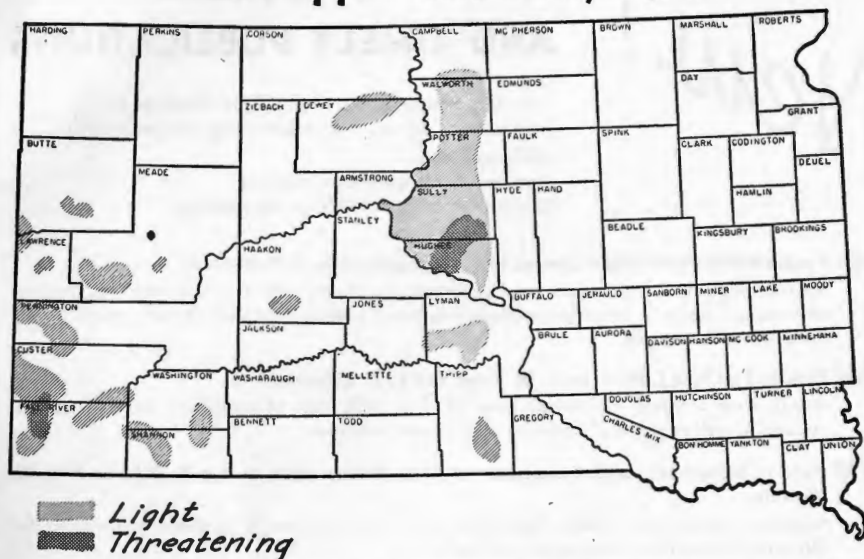 HARDING PERKINS CORSON CAMPBELL MC PHERSON BROWN MARSHALL ROBERTS
WALWORTH EDMUNDS DAY
ZIEBACH DEWEY GRANT
BUTTE POTTER FAULK SPINK CLARK CODINGTON DEUEL
MEADE ARMSTRONG SULLY HYDE HAND HAMLIN
LAWRENCE HAAKON STANLEY HUGHES BEADLE KINGSBURY BROOKINGS
PENNINGTON JONES LYMAN BUFFALO JERAULD SANBORN MINER LAKE MOODY
JACKSON BRULE AURORA DAVISON HANSON MC COOK MINNEHAHA
CUSTER WASHINGTON WASHABAUGH MELLETTE TRIPP
FALL RIVER SHANNON BENNETT TODD GREGORY DOUGLAS HUTCHINSON TURNER LINCOLN
CHARLES MIX
BON HOMME YANKTON CLAY UNION
Light
Threatening